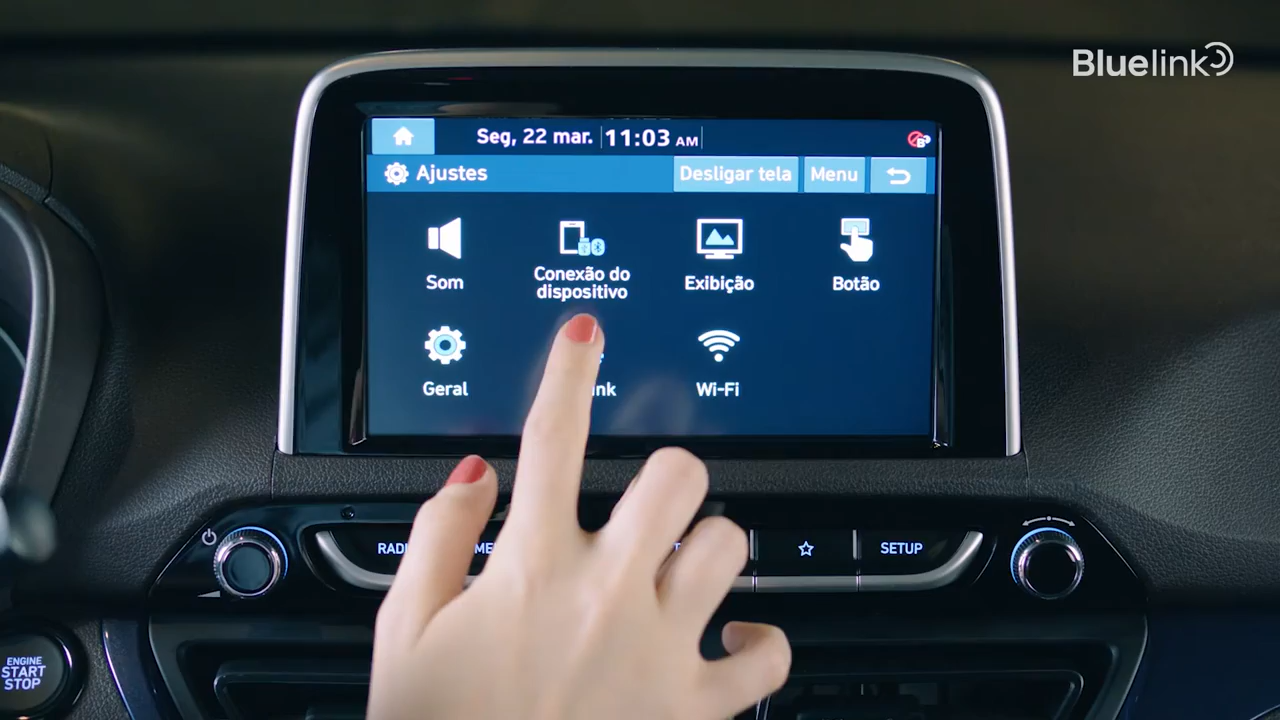 Bluelink
Seg, 22 mar. 11:03 AM
Ajustes Desligar tela Menu
Som Conexão do dispositivo Exibição Botão
Geral Wi-Fi
SETUP
ENGINE
START
STOP